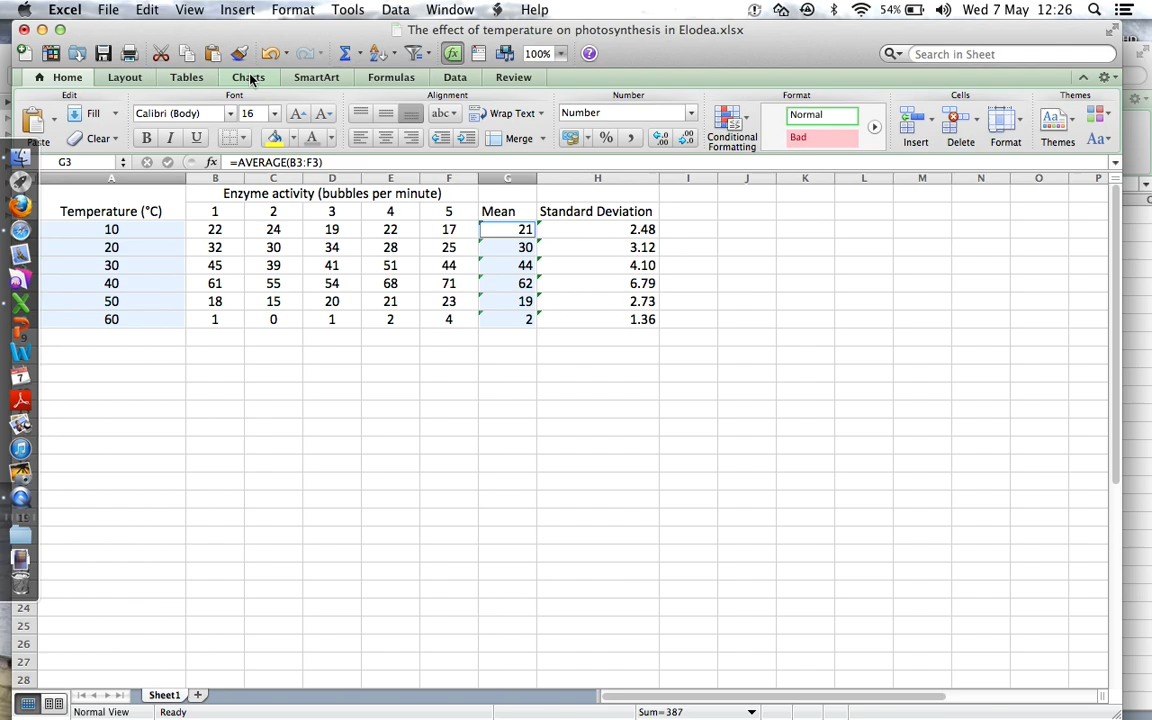 Excel File Edit View Insert Format Tools Data Window Help 54% Wed 7 May 12:26
The effect of temperature on photosynthesis in Elodea.xlsx
100% Search in Sheet
Home Layout Tables Charts SmartArt Formulas Data Review
Edit Font Alignment Number Format Cells Themes
Fill Calibri (Body) 16 A A abc Wrap Text Number Normal
Paste Clear B I U A Merge % , Conditional Formatting Bad Insert Delete Format Themes Aa
G3 fx =AVERAGE(B3:F3)
A B C D E F G H I J K L M N O P
Enzyme activity (bubbles per minute)
Temperature (°C) 1 2 3 4 5 Mean Standard Deviation
10 22 24 19 22 17 21 2.48
20 32 30 34 28 25 30 3.12
30 45 39 41 51 44 44 4.10
40 61 55 54 68 71 62 6.79
50 18 15 20 21 23 19 2.73
60 1 0 1 2 4 2 1.36
24
25
26
27
28
Sheet1
Normal View Ready Sum=387